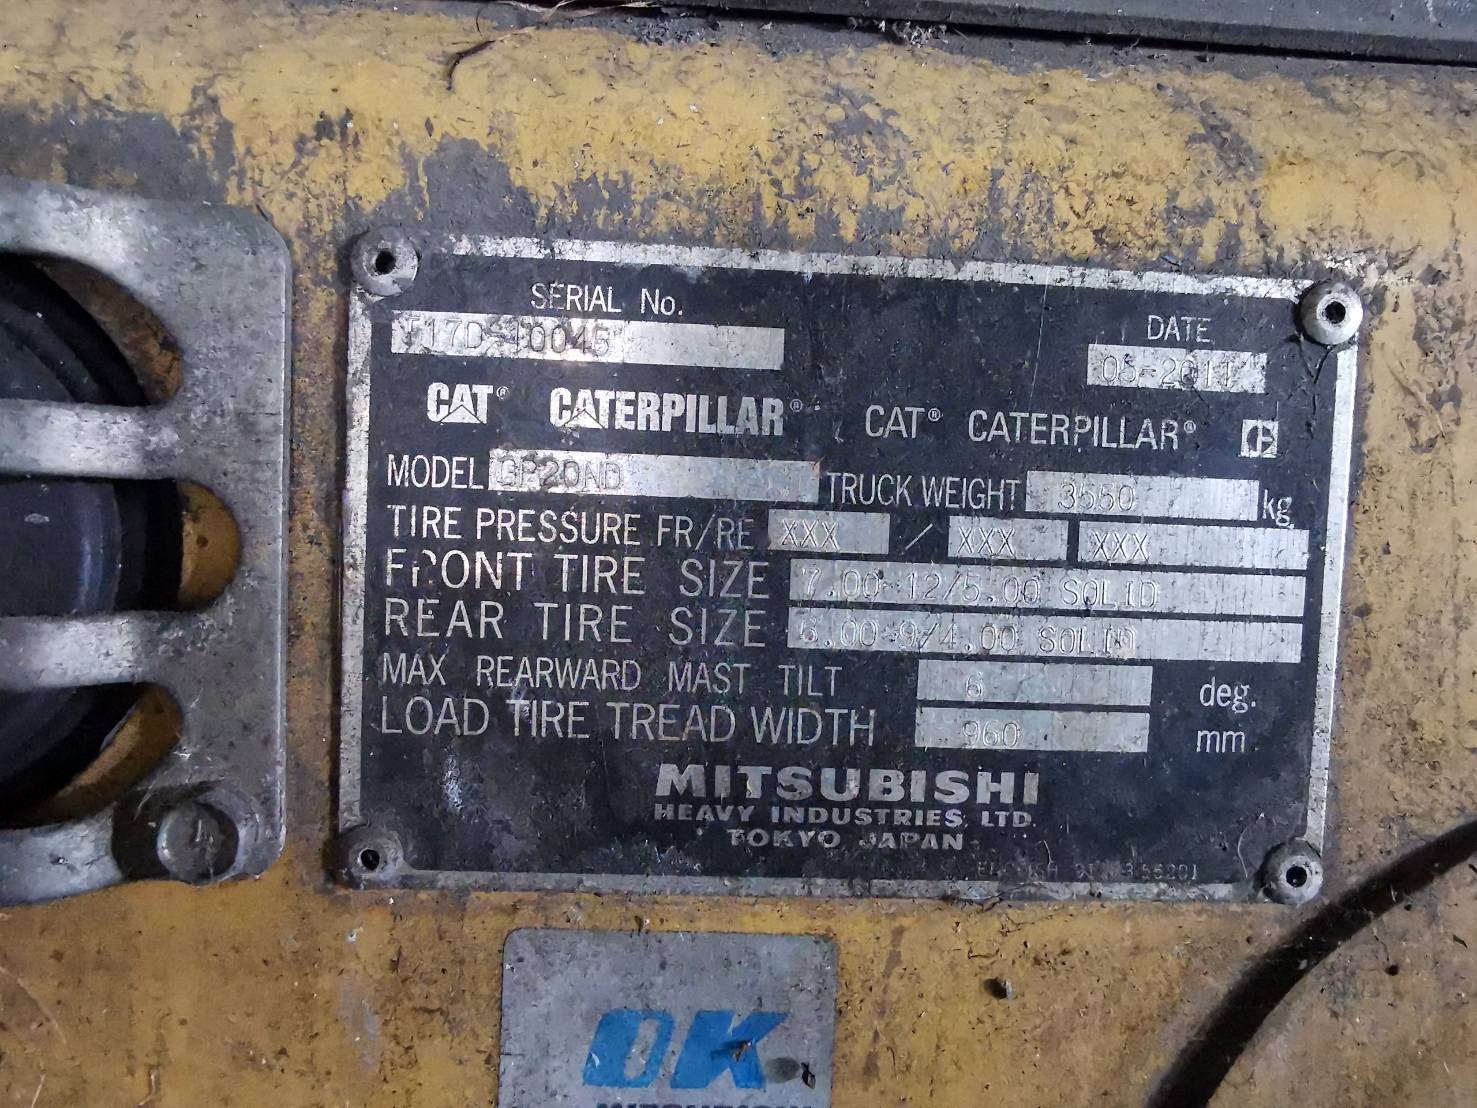 SERIAL No.
DATE
05-2011
CAT® CATERPILLAR® CAT® CATERPILLAR®
MODEL GP20ND TRUCK WEIGHT 3550 kg
TIRE PRESSURE FR/RE XXX / XXX XXX
FRONT TIRE SIZE 7.00-12/5.00 SOLID
REAR TIRE SIZE 6.00-9/4.00 SOLID
MAX REARWARD MAST TILT 6 deg.
LOAD TIRE TREAD WIDTH 960 mm
MITSUBISHI
HEAVY INDUSTRIES, LTD.
TOKYO JAPAN
4
OK